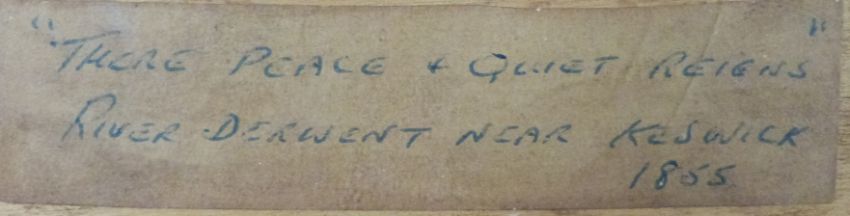 "THERE PEACE & QUIET REIGNS"
RIVER DERWENT NEAR KESWICK
1855